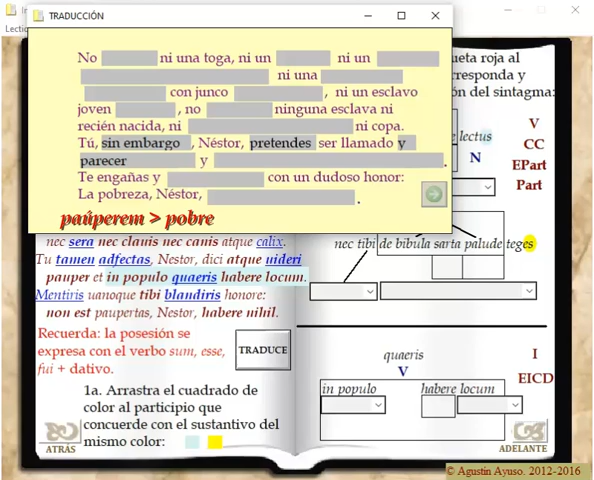 TRADUCCIÓN
Lectio
No ni una toga, ni un ni un
ni una
con junco , ni un esclavo
joven , no ninguna esclava ni
recién nacida, ni ni copa.
Tú, sin embargo , Néstor, pretendes ser llamado y
parecer y .
Te engañas y con un dudoso honor:
La pobreza, Néstor, .
paúperem > pobre
nec sera nec clauis nec canis atque calix.
Tu tamen adfectas, Nestor, dici atque uideri
pauper et in populo quaeris habere locum.
Mentiris uanoque tibi blandiris honore:
non est paupertas, Nestor, habere nihil.
Recuerda: la posesión se
expresa con el verbo sum, esse,
fui + dativo.
TRADUCE
1a. Arrastra el cuadrado de
color al participio que
concuerde con el sustantivo del
mismo color:
ATRÁS
ueta roja al
rresponda y
ón del sintagma:
lectus
N
V
CC
EPart
Part
nec tibi de bibula sarta palude teges
quaeris
V
I
EICD
in populo habere locum
ADELANTE
© Agustin Ayuso. 2012-2016